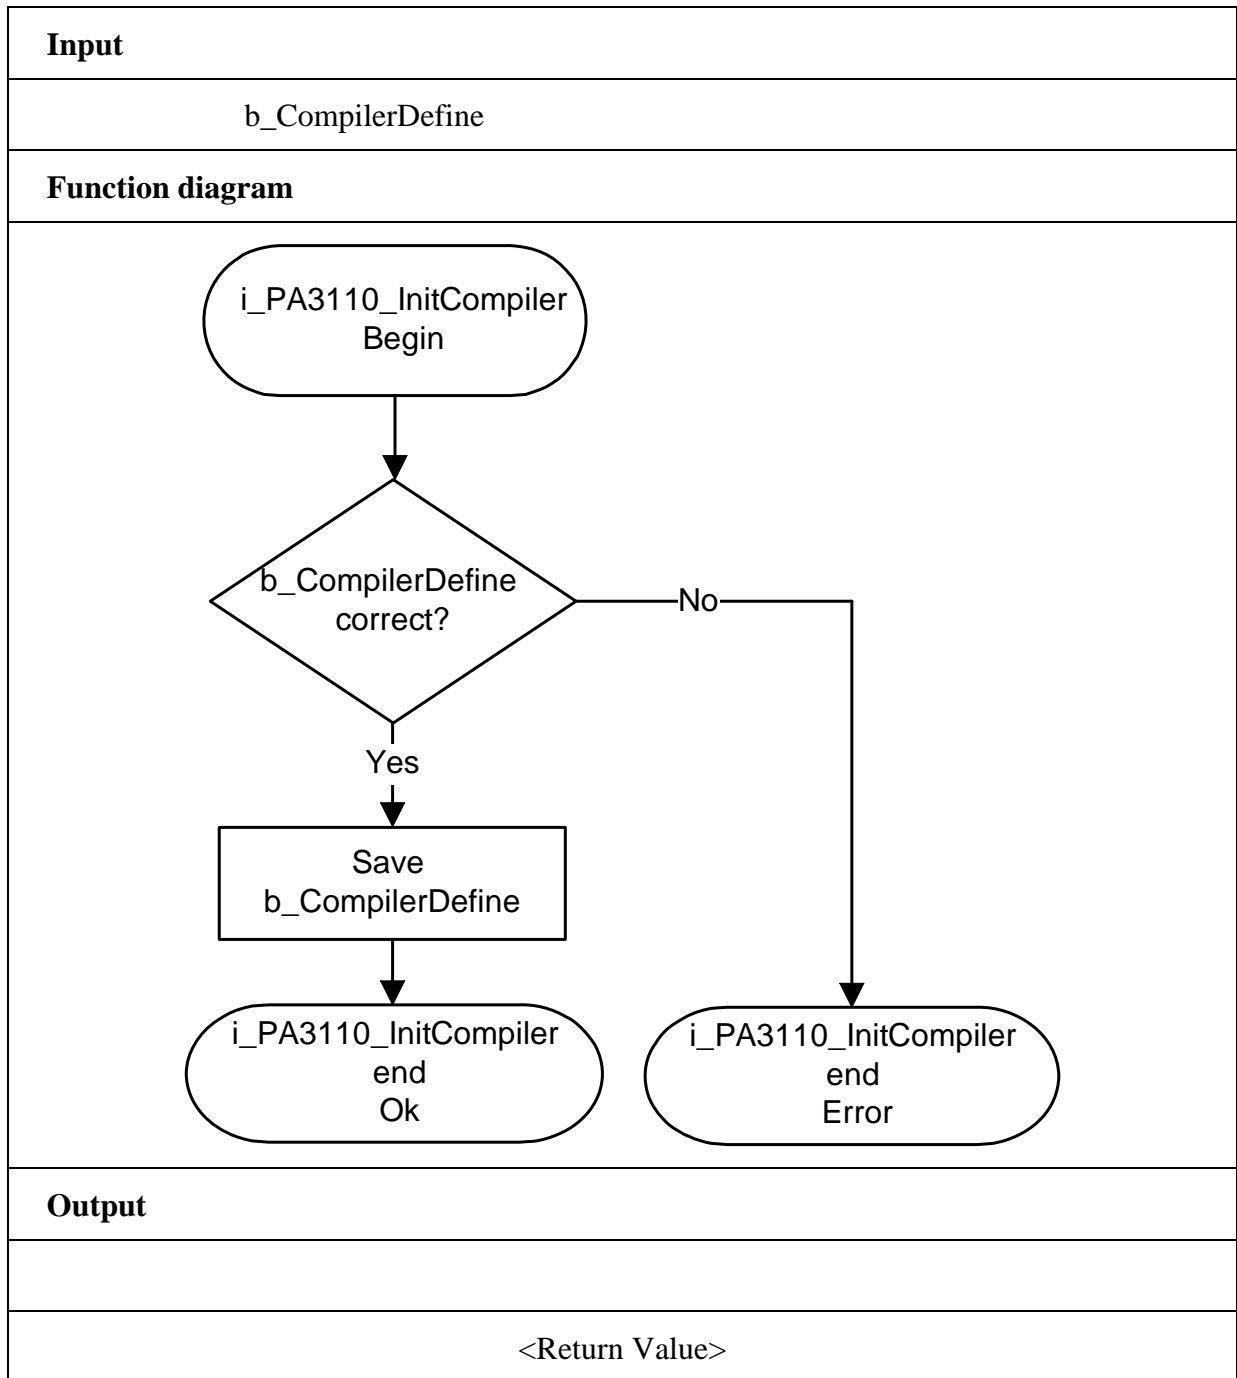 Input
b_CompilerDefine
Function diagram
i_PA3110_InitCompiler
Begin
b_CompilerDefine
correct?
No
Yes
Save
b_CompilerDefine
i_PA3110_InitCompiler
end
Ok
i_PA3110_InitCompiler
end
Error
Output
<Return Value>